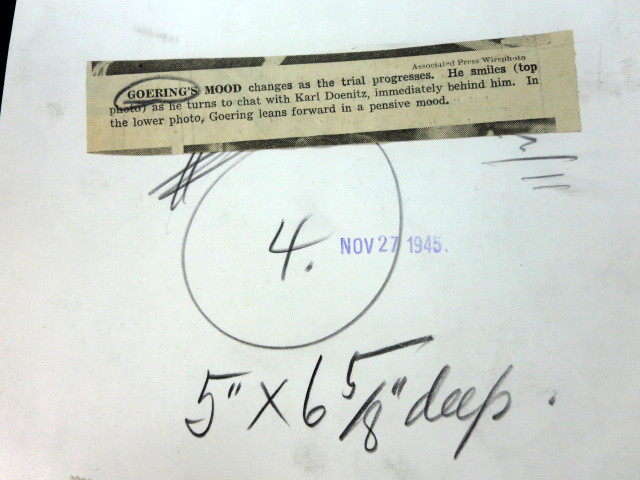 Associated Press Wirephoto
GOERING'S MOOD changes as the trial progresses. He smiles (top
photo) as he turns to chat with Karl Doenitz, immediately behind him. In
the lower photo, Goering leans forward in a pensive mood.
4.
NOV 27 1945.
5" X 6 5/8" deep.